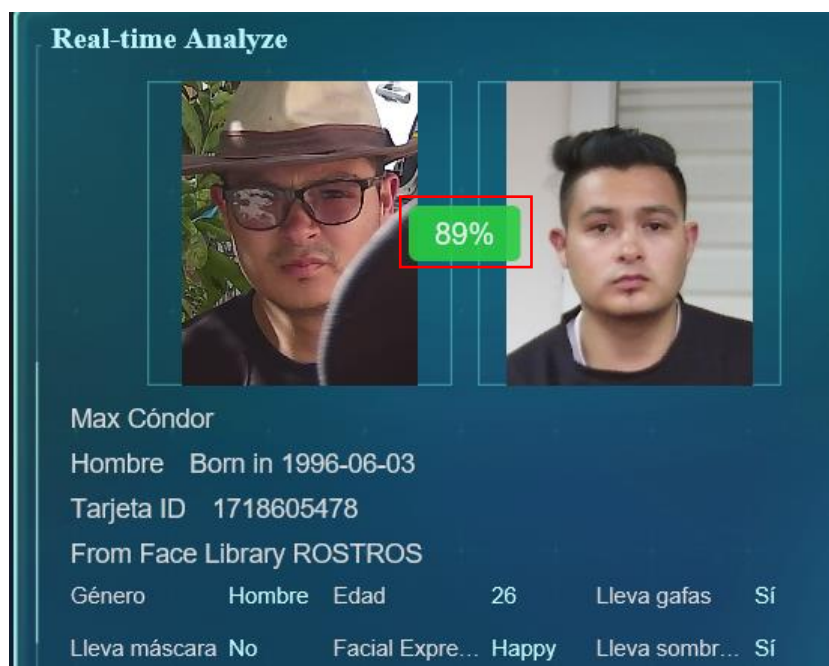 Real-time Analyze
89%
Max Cóndor
Hombre Born in 1996-06-03
Tarjeta ID 1718605478
From Face Library ROSTROS
Género Hombre Edad 26 Lleva gafas Sí
Lleva máscara No Facial Expre... Happy Lleva sombr... Sí